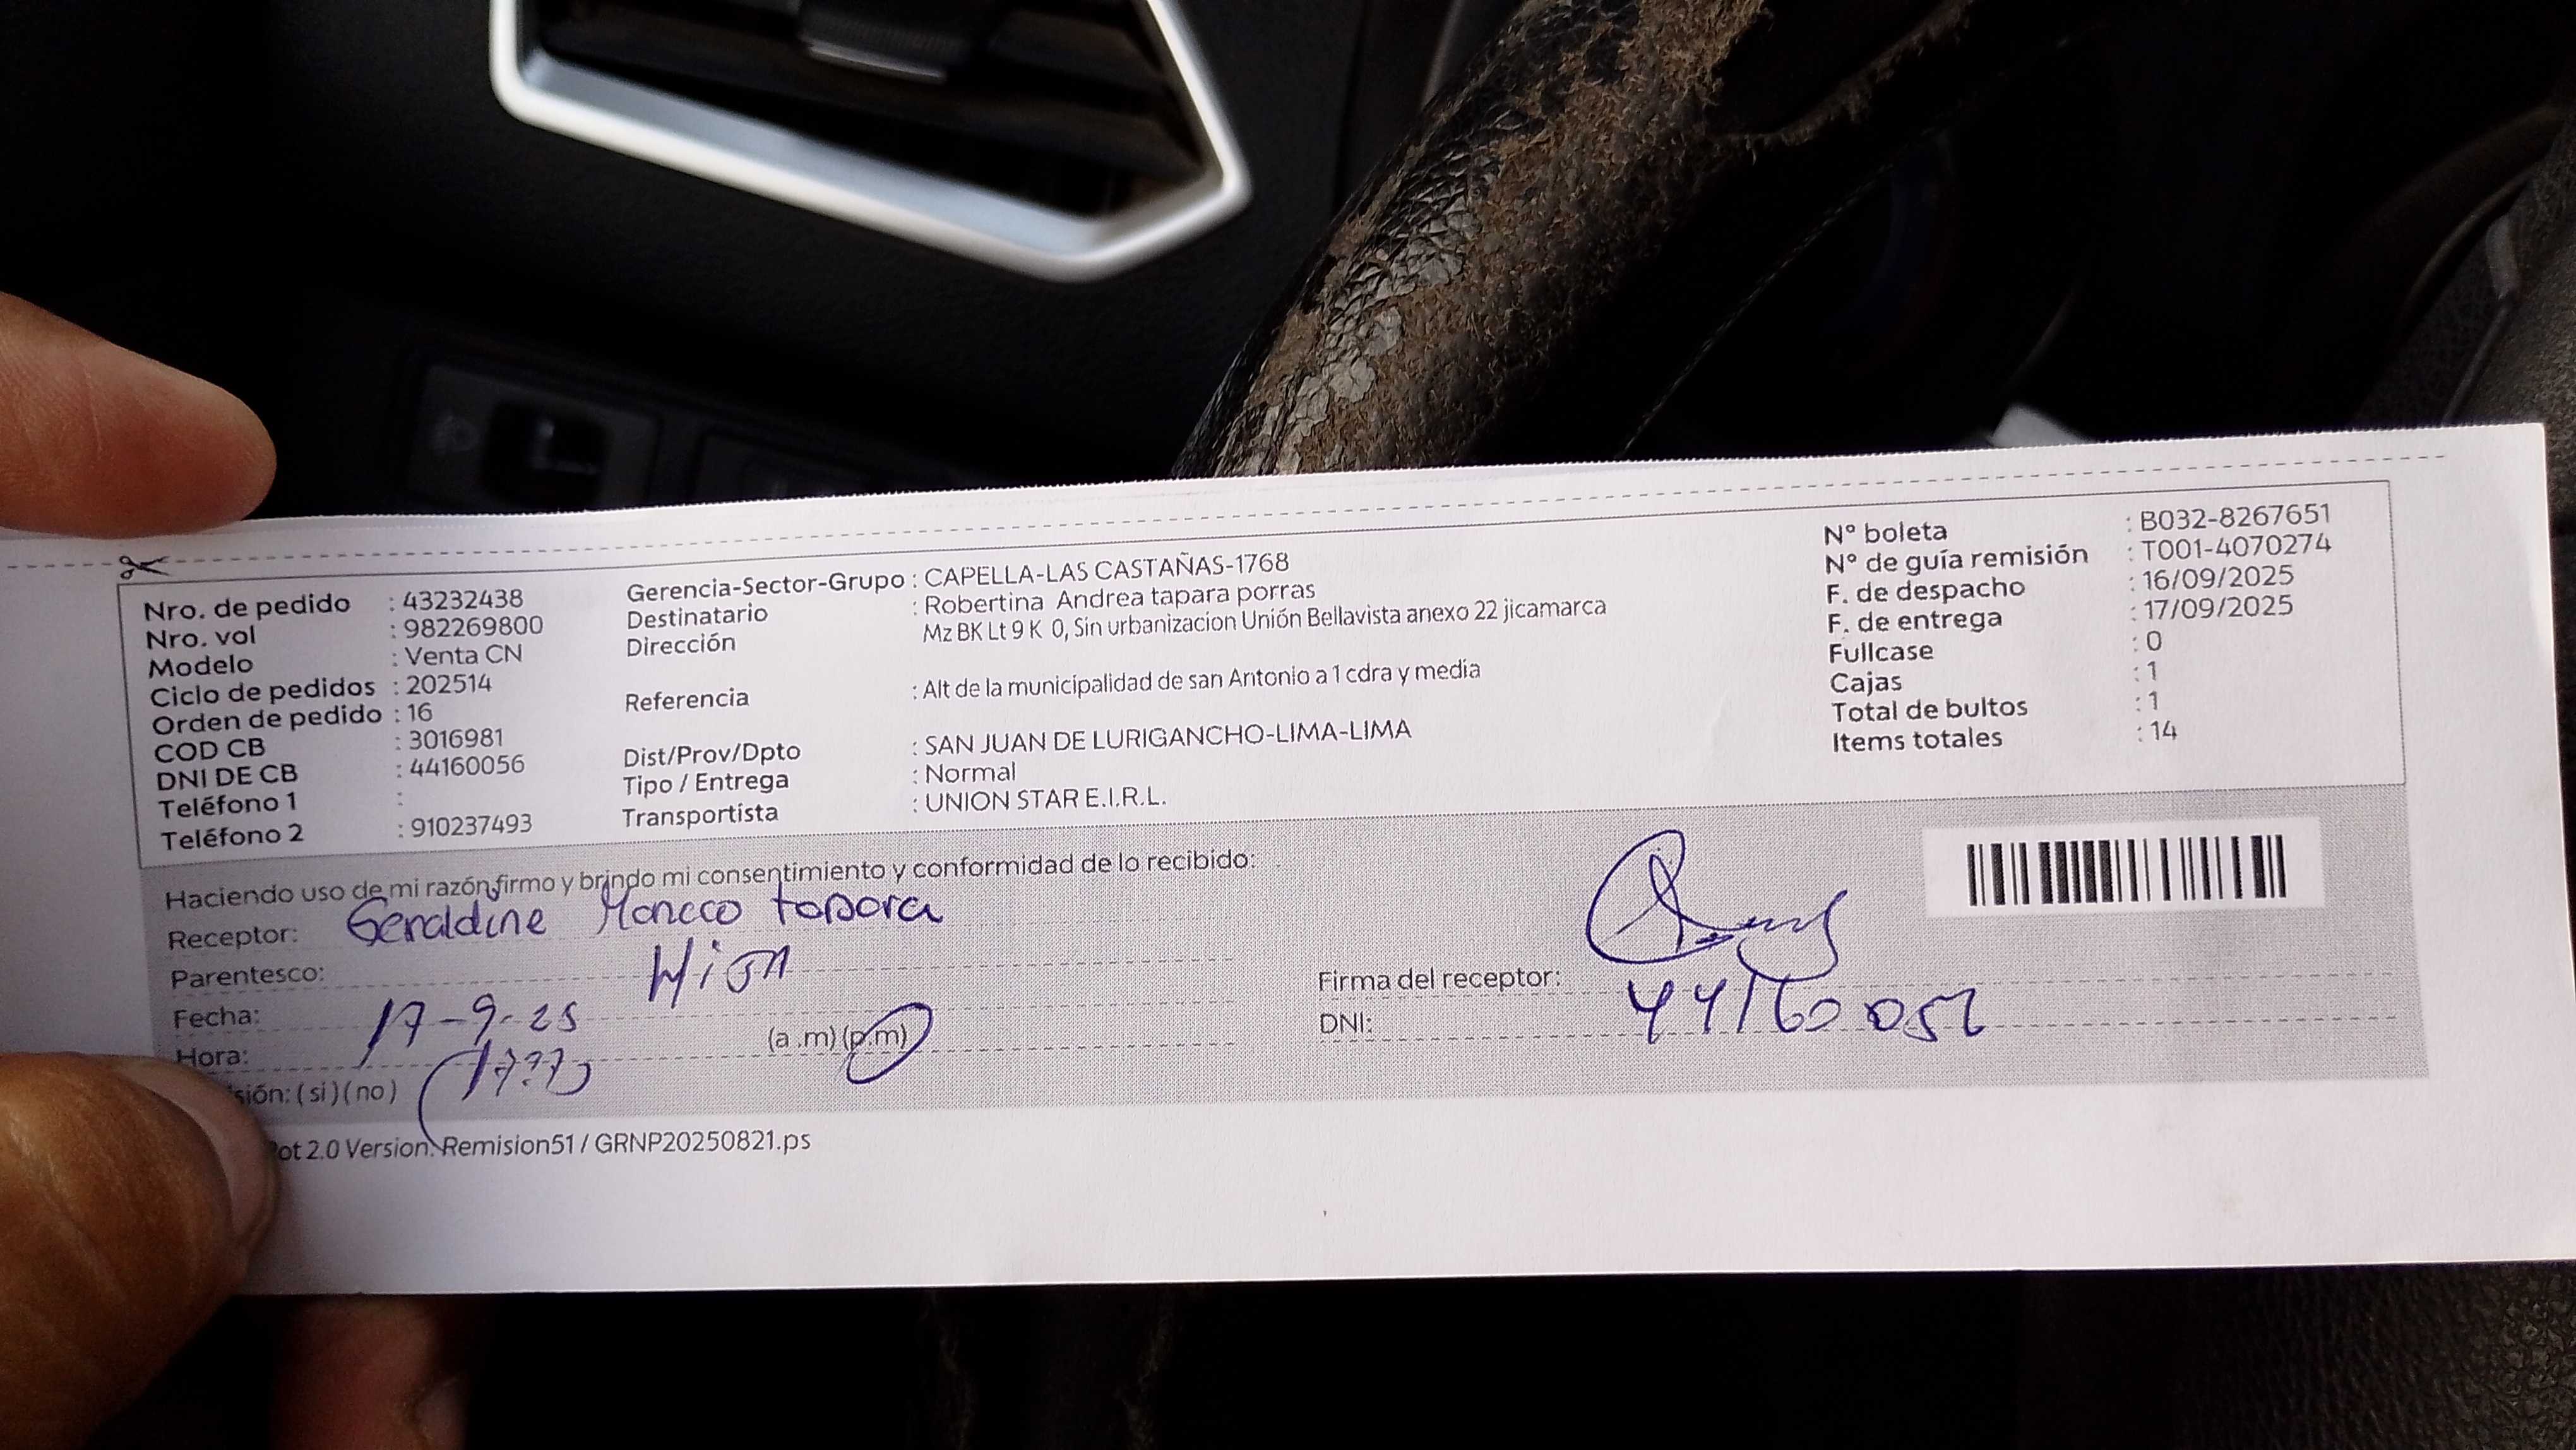 Nro. de pedido : 43232438
Nro. vol : 982269800
Modelo : Venta CN
Ciclo de pedidos : 202514
Orden de pedido : 16
COD CB : 3016981
DNI DE CB : 44160056
Teléfono 1 :
Teléfono 2 : 910237493
Gerencia-Sector-Grupo : CAPELLA-LAS CASTAÑAS-1768
Destinatario : Robertina Andrea tapara porras
Dirección Mz BK Lt 9 K 0, Sin urbanizacion Unión Bellavista anexo 22 jicamarca
Referencia : Alt de la municipalidad de san Antonio a 1 cdra y media
Dist/Prov/Dpto : SAN JUAN DE LURIGANCHO-LIMA-LIMA
Tipo / Entrega : Normal
Transportista : UNION STAR E.I.R.L.
N° boleta : B032-8267651
N° de guía remisión : T001-4070274
F. de despacho : 16/09/2025
F. de entrega : 17/09/2025
Fullcase : 0
Cajas : 1
Total de bultos : 1
Items totales : 14
Haciendo uso de mi razón firmo y brindo mi consentimiento y conformidad de lo recibido:
Receptor: Geraldine
Parentesco:
Fecha: 17-9-25
Hora: (a .m) (p.m)
sión: ( si ) ( no )
Firma del receptor:
DNI:
ot 2.0 Version: Remision51 / GRNP20250821.ps